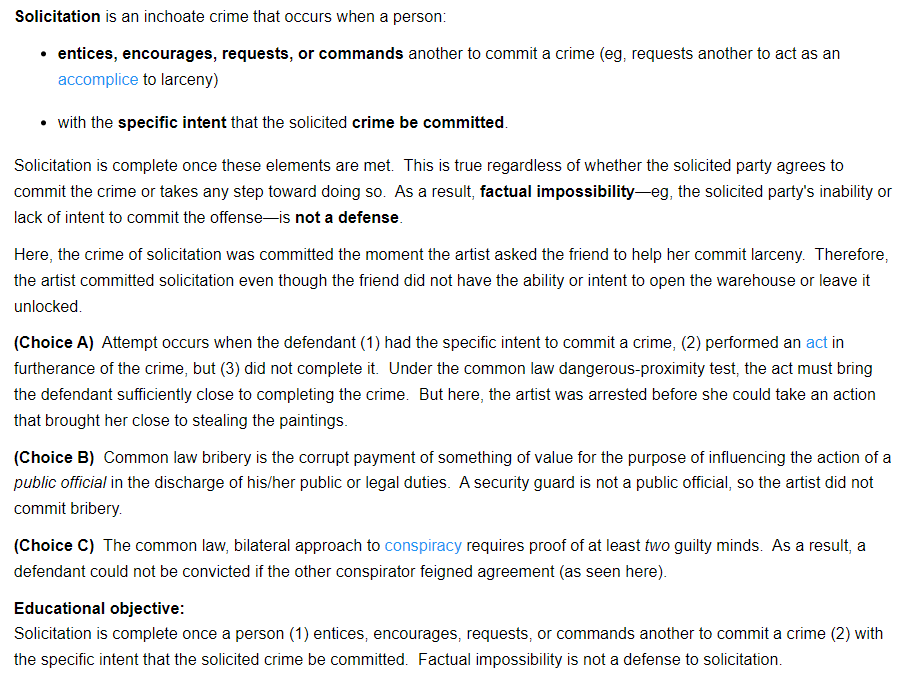 Solicitation is an inchoate crime that occurs when a person:
• entices, encourages, requests, or commands another to commit a crime (eg, requests another to act as an
accomplice to larceny)
• with the specific intent that the solicited crime be committed.
Solicitation is complete once these elements are met. This is true regardless of whether the solicited party agrees to
commit the crime or takes any step toward doing so. As a result, factual impossibility—eg, the solicited party's inability or
lack of intent to commit the offense—is not a defense.
Here, the crime of solicitation was committed the moment the artist asked the friend to help her commit larceny. Therefore,
the artist committed solicitation even though the friend did not have the ability or intent to open the warehouse or leave it
unlocked.
(Choice A) Attempt occurs when the defendant (1) had the specific intent to commit a crime, (2) performed an act in
furtherance of the crime, but (3) did not complete it. Under the common law dangerous-proximity test, the act must bring
the defendant sufficiently close to completing the crime. But here, the artist was arrested before she could take an action
that brought her close to stealing the paintings.
(Choice B) Common law bribery is the corrupt payment of something of value for the purpose of influencing the action of a
public official in the discharge of his/her public or legal duties. A security guard is not a public official, so the artist did not
commit bribery.
(Choice C) The common law, bilateral approach to conspiracy requires proof of at least two guilty minds. As a result, a
defendant could not be convicted if the other conspirator feigned agreement (as seen here).
Educational objective:
Solicitation is complete once a person (1) entices, encourages, requests, or commands another to commit a crime (2) with
the specific intent that the solicited crime be committed. Factual impossibility is not a defense to solicitation.